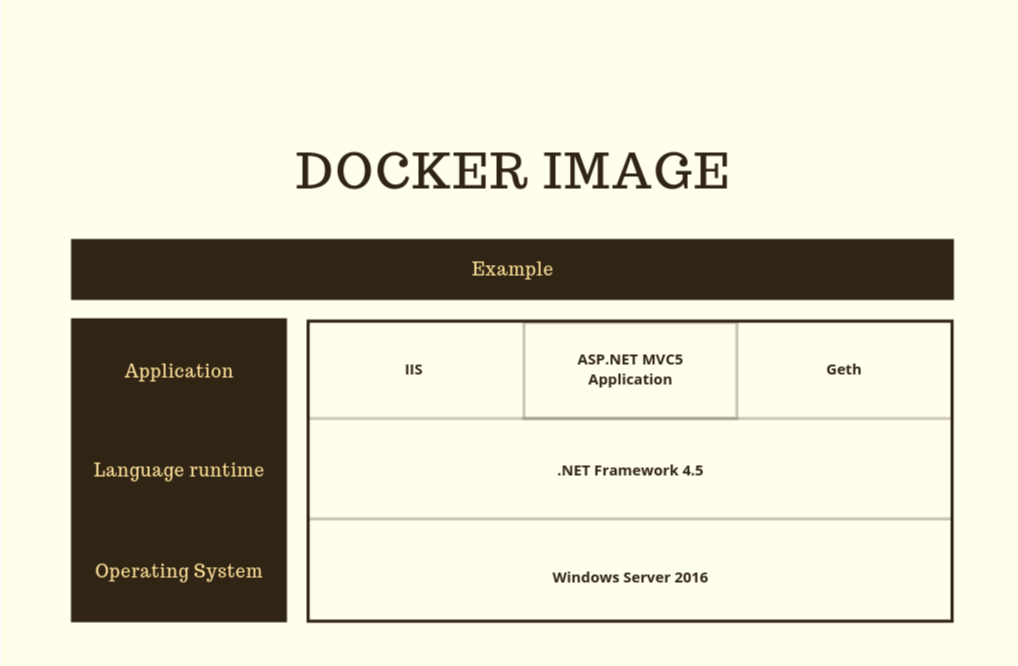 DOCKER IMAGE
Example
Application
IIS
ASP.NET MVC5
Application
Geth
Language runtime
.NET Framework 4.5
Operating System
Windows Server 2016